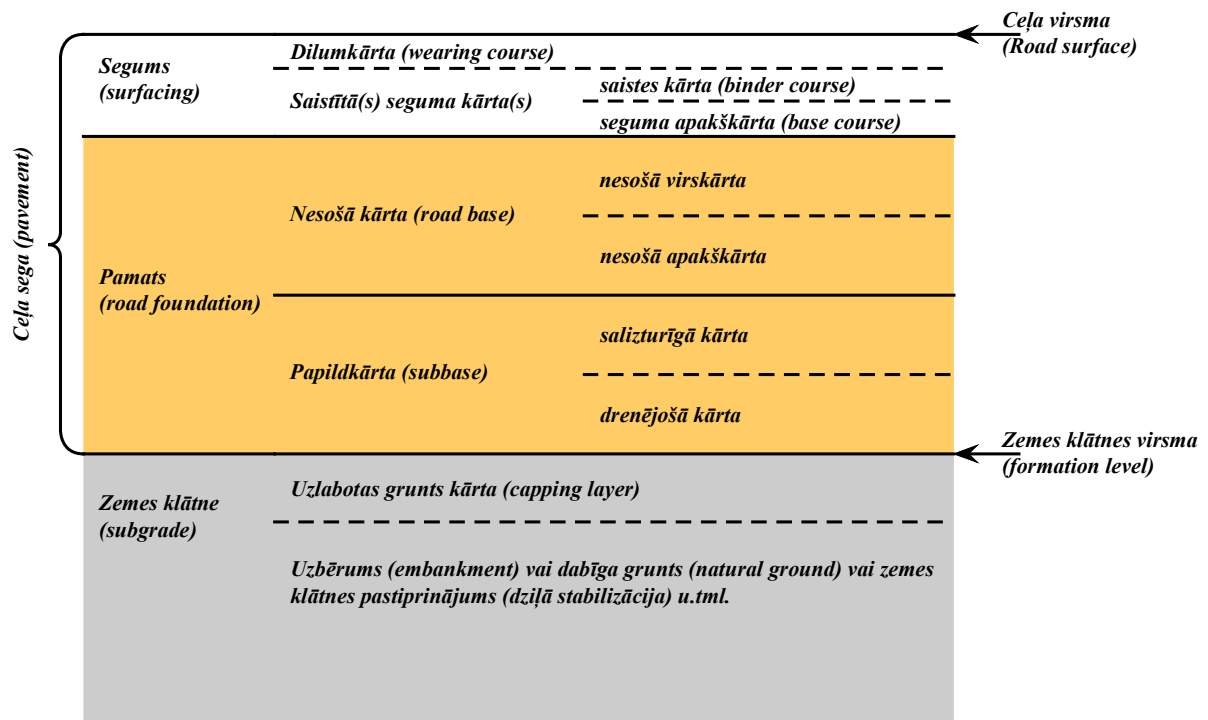 Ceļa virsma
(Road surface)
Dilumkārta (wearing course)
Segums
(surfacing)
Saistītā(s) seguma kārta(s)
saistes kārta (binder course)
seguma apakškārta (base course)
Ceļa sega (pavement)
nesošā virskārta
Nesošā kārta (road base)
nesošā apakškārta
Pamats
(road foundation)
salizturīgā kārta
Papildkārta (subbase)
drenējošā kārta
Zemes klātnes virsma
(formation level)
Zemes klātne
(subgrade)
Uzlabotas grunts kārta (capping layer)
Uzbērums (embankment) vai dabīga grunts (natural ground) vai zemes
klātnes pastiprinājums (dziļā stabilizācija) u.tml.